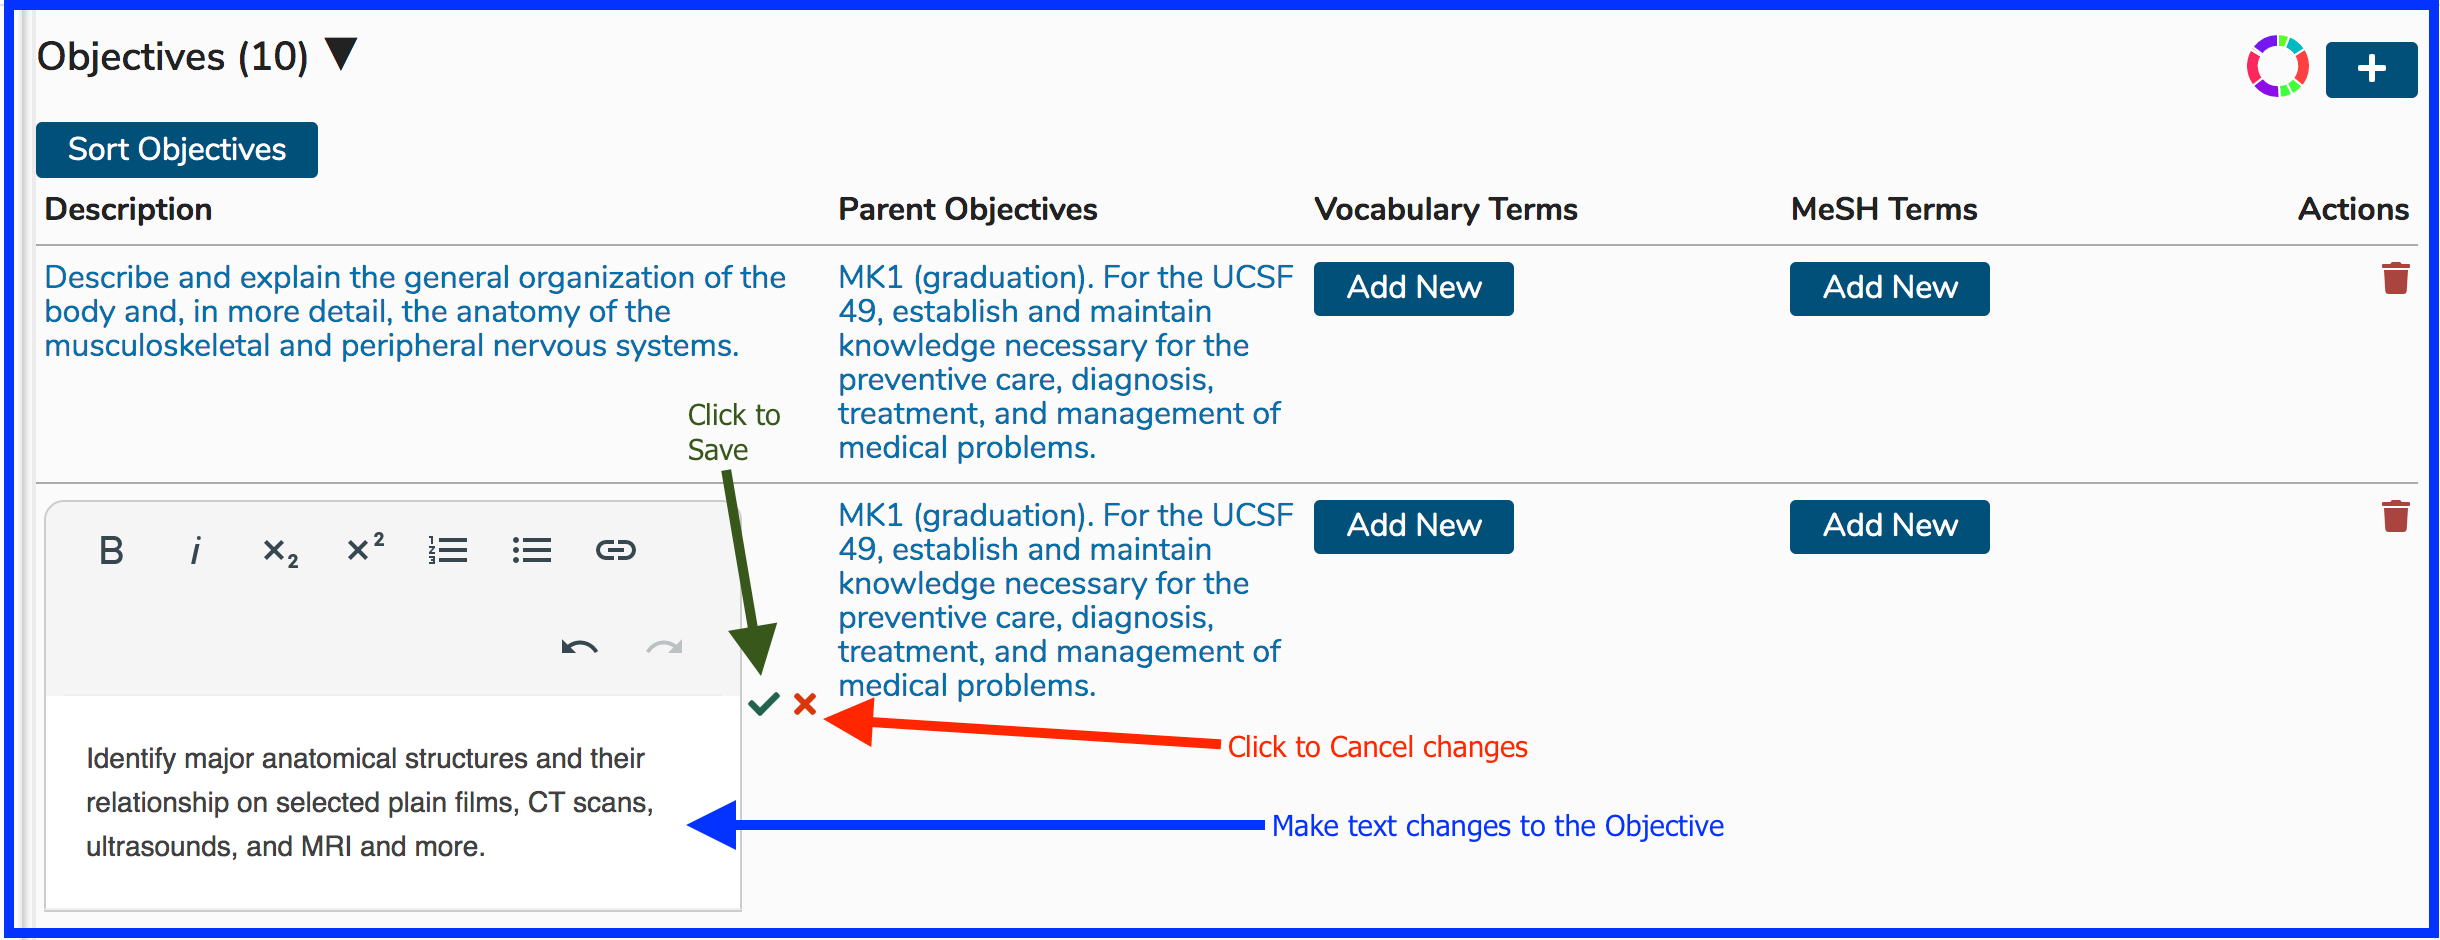 Objectives (10) ▼
+
Sort Objectives
Description
Parent Objectives
Vocabulary Terms
MeSH Terms
Actions
Describe and explain the general organization of the
body and, in more detail, the anatomy of the
musculoskeletal and peripheral nervous systems.
MK1 (graduation). For the UCSF
49, establish and maintain
knowledge necessary for the
preventive care, diagnosis,
treatment, and management of
medical problems.
Add New
Add New
Click to
Save
B i ×₂ ×²
Identify major anatomical structures and their
relationship on selected plain films, CT scans,
ultrasounds, and MRI and more.
MK1 (graduation). For the UCSF
49, establish and maintain
knowledge necessary for the
preventive care, diagnosis,
treatment, and management of
medical problems.
Add New
Add New
Click to Cancel changes
Make text changes to the Objective